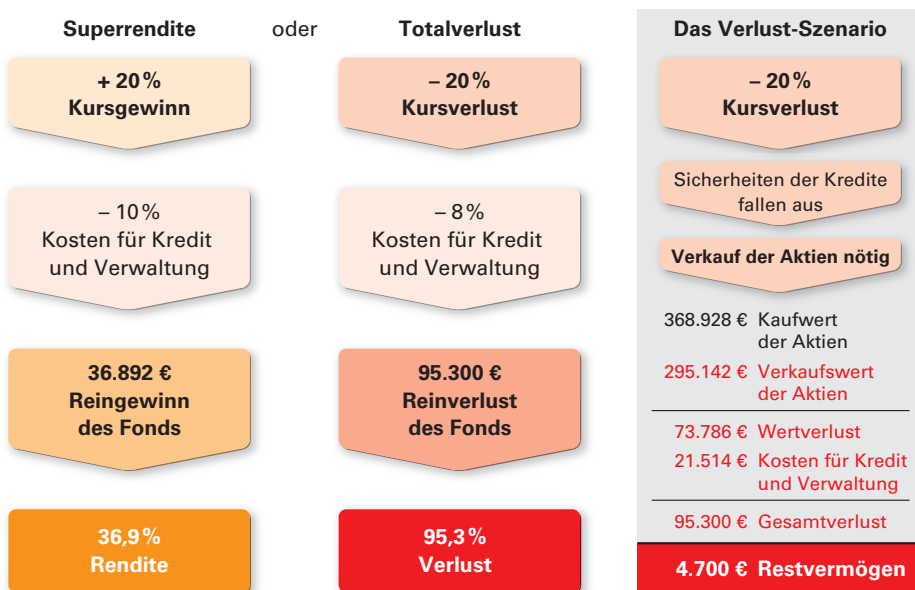 Superrendite oder Totalverlust
+ 20 %
Kursgewinn
– 10 %
Kosten für Kredit
und Verwaltung
36.892 €
Reingewinn
des Fonds
36,9 %
Rendite
– 20 %
Kursverlust
– 8 %
Kosten für Kredit
und Verwaltung
95.300 €
Reinverlust
des Fonds
95,3 %
Verlust
Das Verlust-Szenario
– 20 %
Kursverlust
Sicherheiten der Kredite
fallen aus
Verkauf der Aktien nötig
368.928 € Kaufwert
der Aktien
295.142 € Verkaufswert
der Aktien
73.786 € Wertverlust
21.514 € Kosten für Kredit
und Verwaltung
95.300 € Gesamtverlust
4.700 € Restvermögen